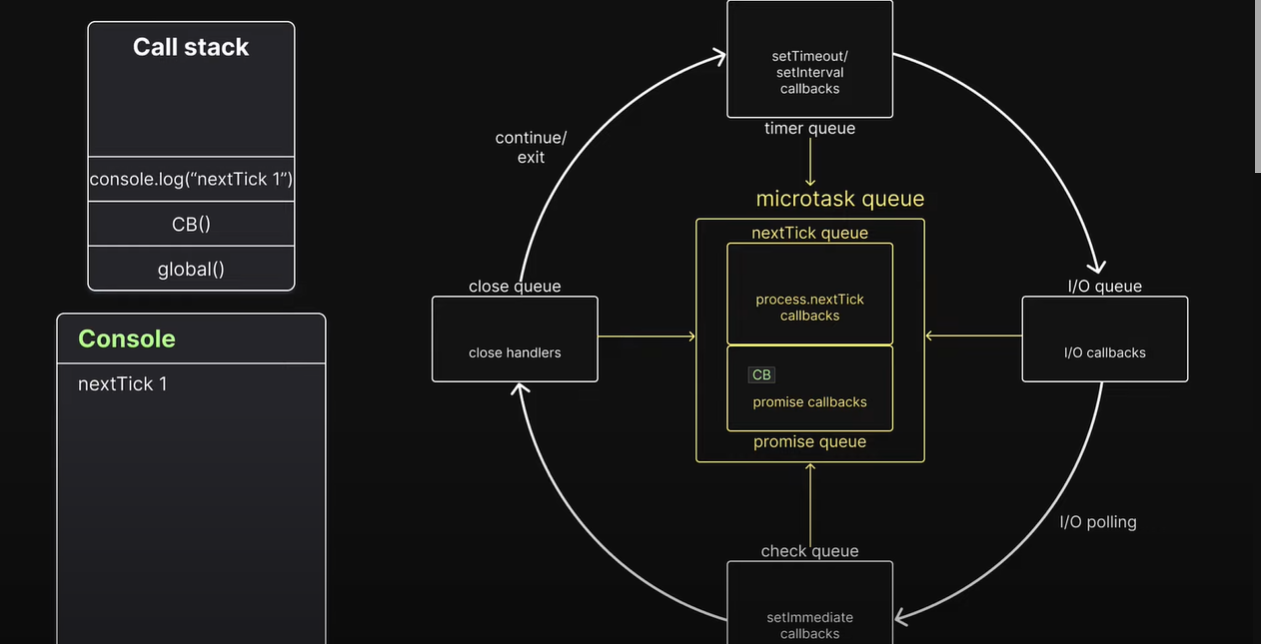 Call stack
console.log(“nextTick 1”)
CB()
global()
Console
nextTick 1
setTimeout/
setInterval
callbacks
timer queue
continue/
exit
microtask queue
nextTick queue
process.nextTick
callbacks
CB
promise callbacks
promise queue
close queue
close handlers
I/O queue
I/O callbacks
I/O polling
check queue
setImmediate
callbacks